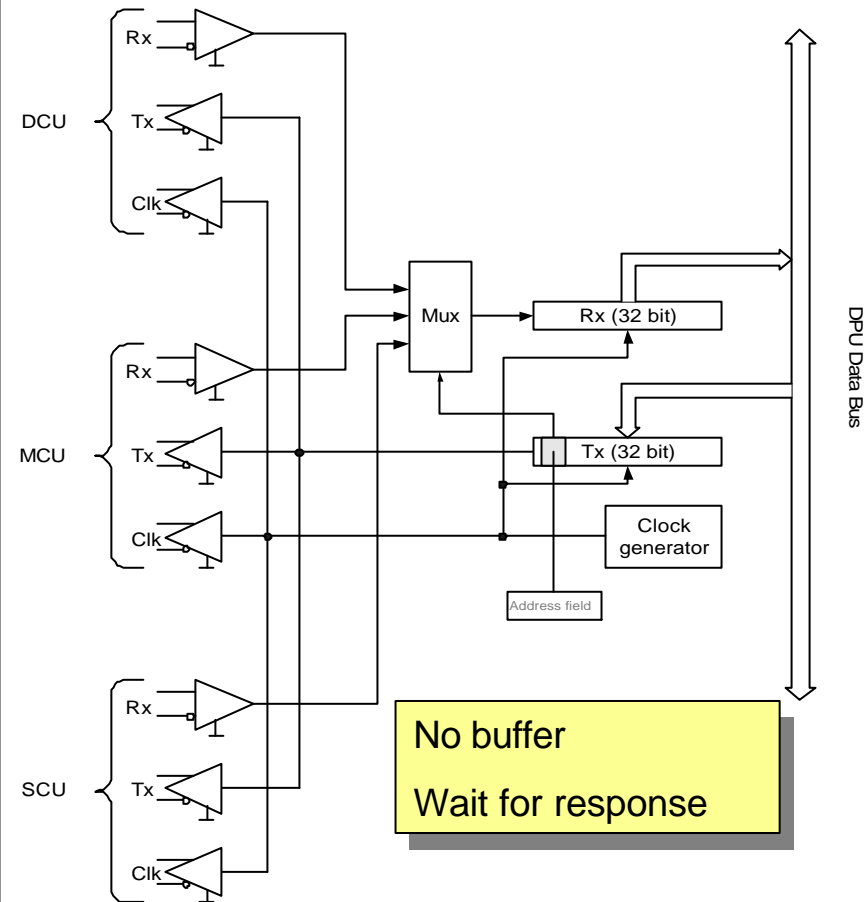 Rx
DCU
Tx
Clk
Mux
Rx (32 bit)
DPU Data Bus
Rx
MCU
Tx
Tx (32 bit)
Clk
Clock
generator
Address field
Rx
SCU
Tx
Clk
No buffer
Wait for response